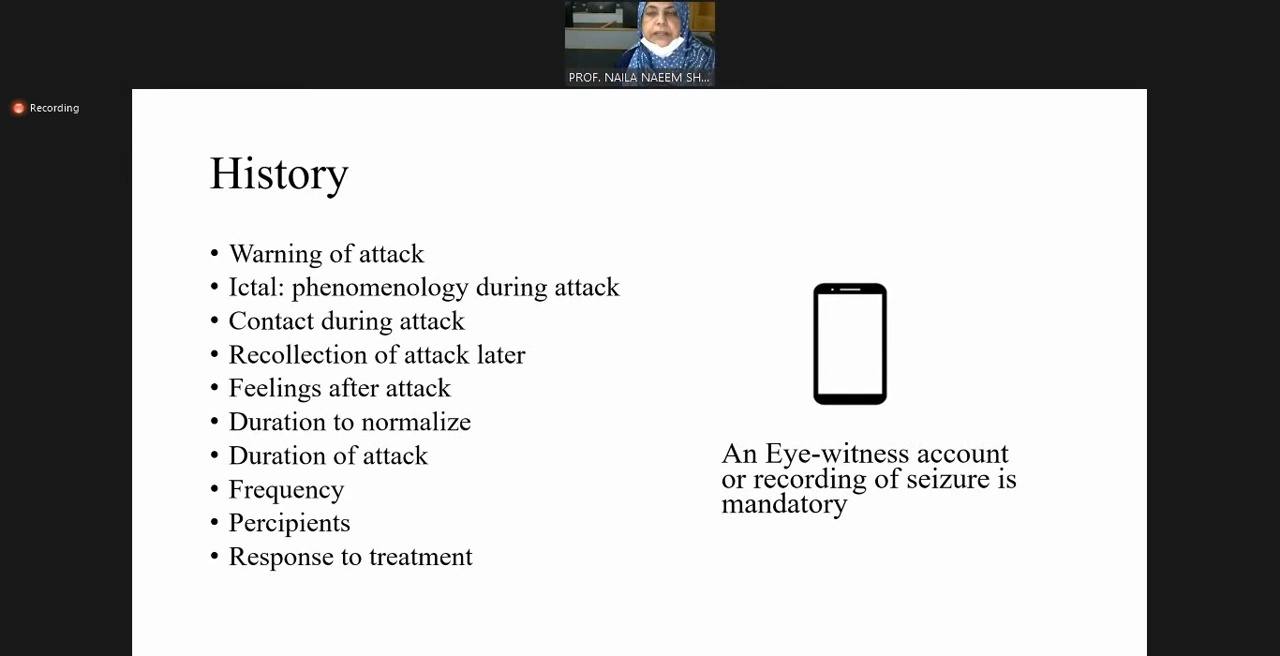 PROF. NAILA NAEEM SH...
Recording
History
• Warning of attack
• Ictal: phenomenology during attack
• Contact during attack
• Recollection of attack later
• Feelings after attack
• Duration to normalize
• Duration of attack
• Frequency
• Percipients
• Response to treatment
An Eye-witness account
or recording of seizure is
mandatory